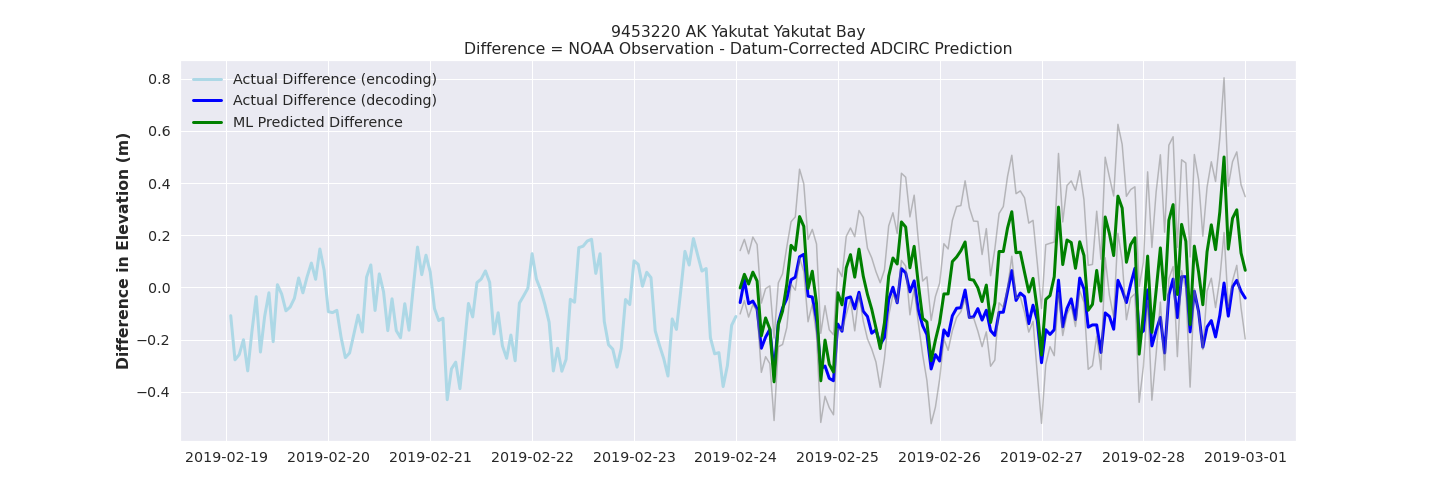 9453220 AK Yakutat Yakutat Bay
Difference = NOAA Observation - Datum-Corrected ADCIRC Prediction
Actual Difference (encoding)
Actual Difference (decoding)
ML Predicted Difference
Difference in Elevation (m)
0.8
0.6
0.4
0.2
0.0
−0.2
−0.4
2019-02-19 2019-02-20 2019-02-21 2019-02-22 2019-02-23 2019-02-24 2019-02-25 2019-02-26 2019-02-27 2019-02-28 2019-03-01